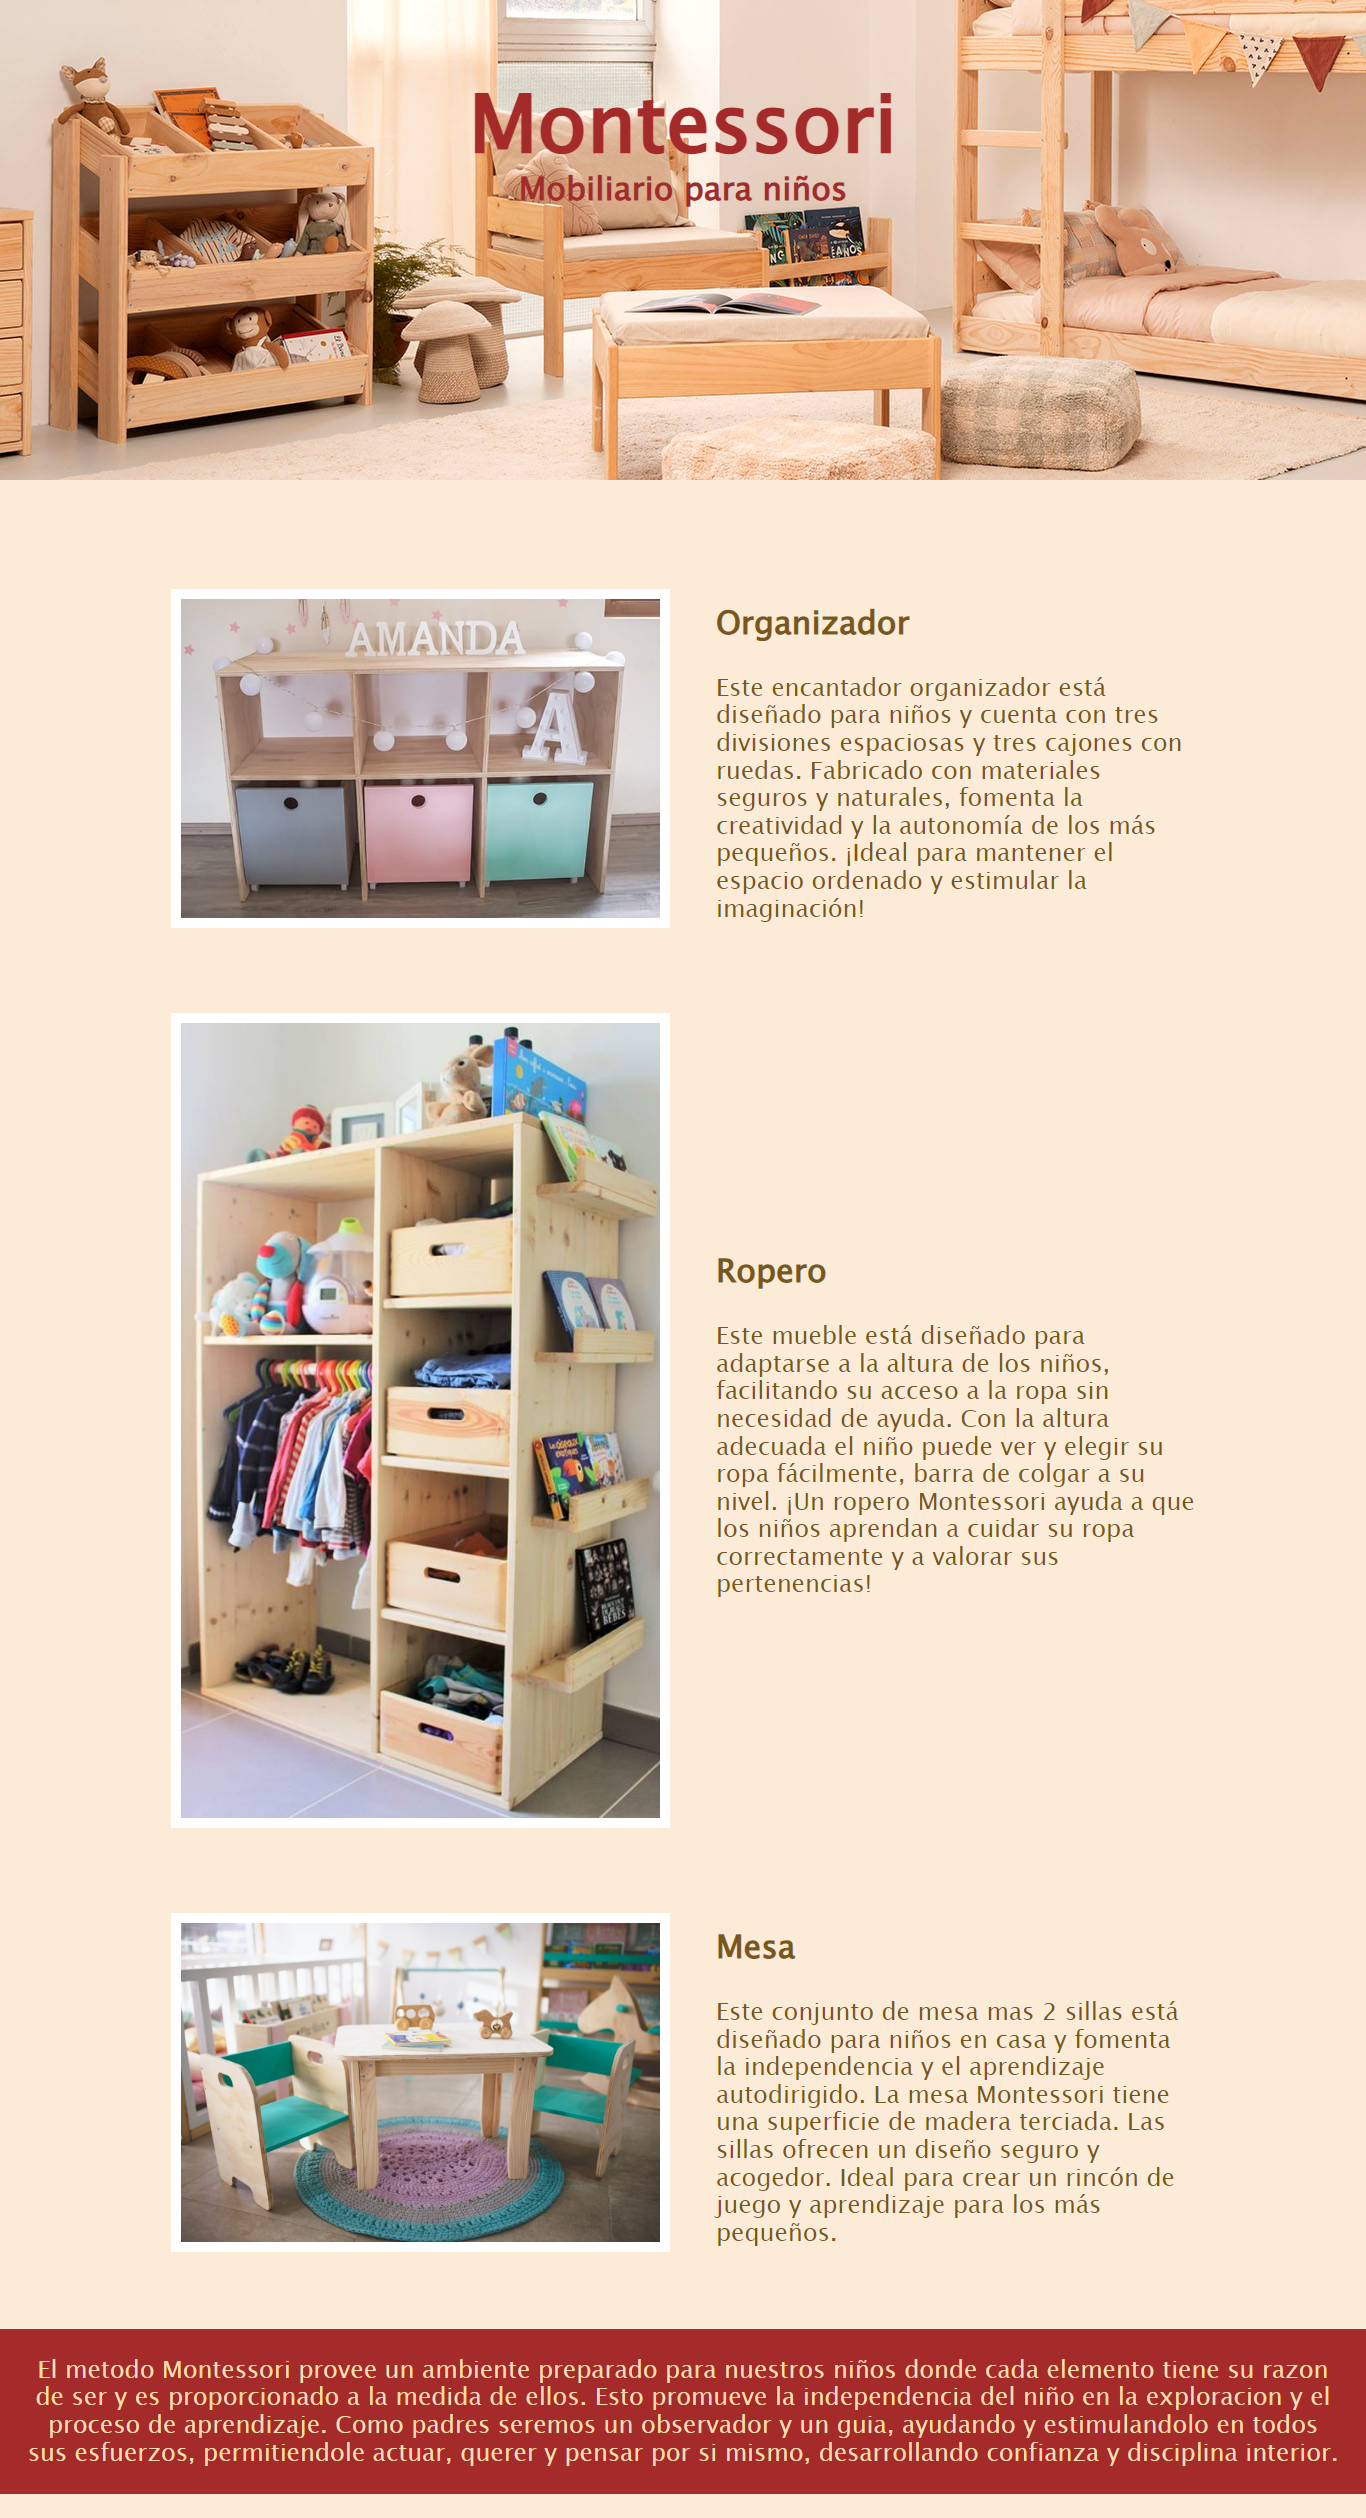 Montessori
Mobiliario para niños
AMANDA
A
Organizador
Este encantador organizador está
diseñado para niños y cuenta con tres
divisiones espaciosas y tres cajones con
ruedas. Fabricado con materiales
seguros y naturales, fomenta la
creatividad y la autonomía de los más
pequeños. ¡Ideal para mantener el
espacio ordenado y estimular la
imaginación!
Ropero
Este mueble está diseñado para
adaptarse a la altura de los niños,
facilitando su acceso a la ropa sin
necesidad de ayuda. Con la altura
adecuada el niño puede ver y elegir su
ropa fácilmente, barra de colgar a su
nivel. ¡Un ropero Montessori ayuda a que
los niños aprendan a cuidar su ropa
correctamente y a valorar sus
pertenencias!
Mesa
Este conjunto de mesa mas 2 sillas está
diseñado para niños en casa y fomenta
la independencia y el aprendizaje
autodirigido. La mesa Montessori tiene
una superficie de madera terciada. Las
sillas ofrecen un diseño seguro y
acogedor. Ideal para crear un rincón de
juego y aprendizaje para los más
pequeños.
El metodo Montessori provee un ambiente preparado para nuestros niños donde cada elemento tiene su razon
de ser y es proporcionado a la medida de ellos. Esto promueve la independencia del niño en la exploracion y el
proceso de aprendizaje. Como padres seremos un observador y un guia, ayudando y estimulandolo en todos
sus esfuerzos, permitiendole actuar, querer y pensar por si mismo, desarrollando confianza y disciplina interior.